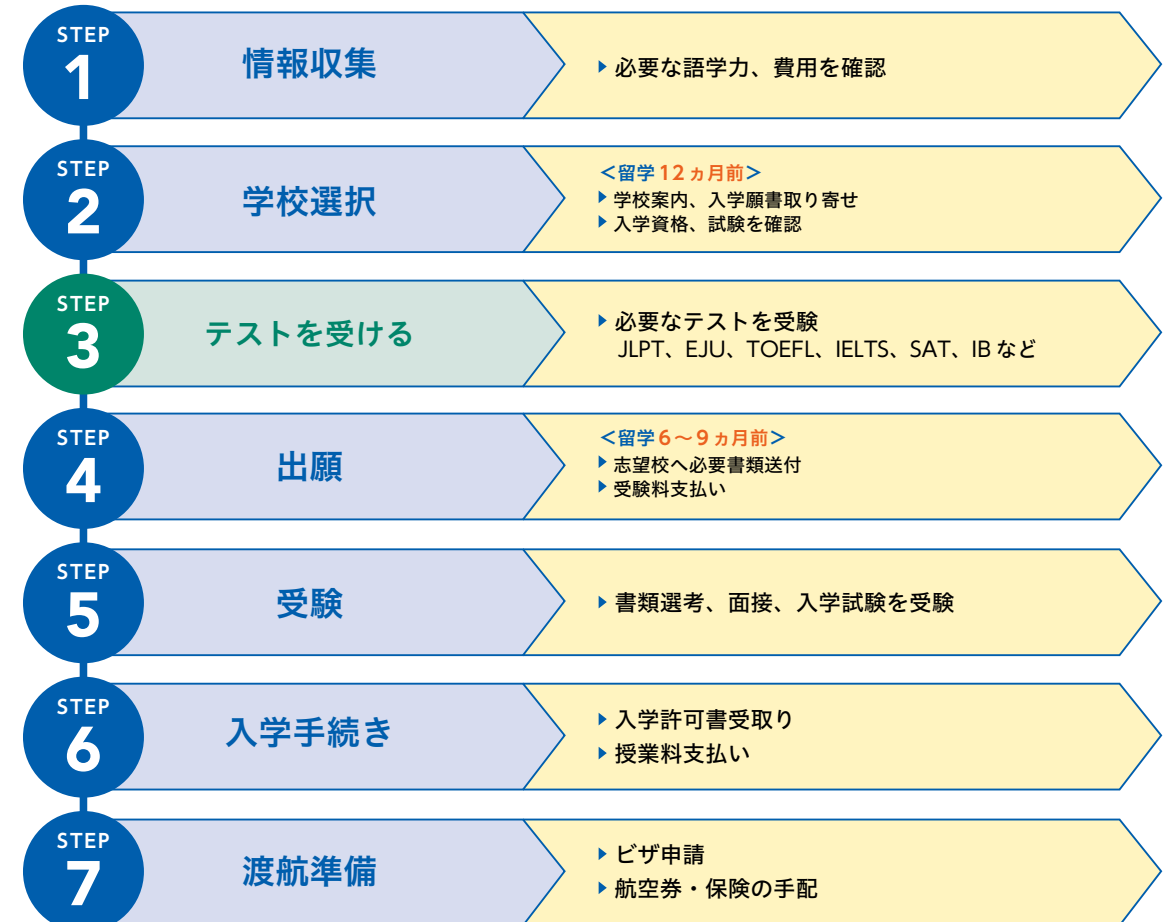 STEP
1
情報収集
必要な語学力、費用を確認
STEP
2
学校選択
＜留学12ヵ月前＞
学校案内、入学願書取り寄せ
入学資格、試験を確認
STEP
3
テストを受ける
必要なテストを受験
JLPT、EJU、TOEFL、IELTS、SAT、IB など
STEP
4
出願
＜留学6～9ヵ月前＞
志望校へ必要書類送付
受験料支払い
STEP
5
受験
書類選考、面接、入学試験を受験
STEP
6
入学手続き
入学許可書受取り
授業料支払い
STEP
7
渡航準備
ビザ申請
航空券・保険の手配